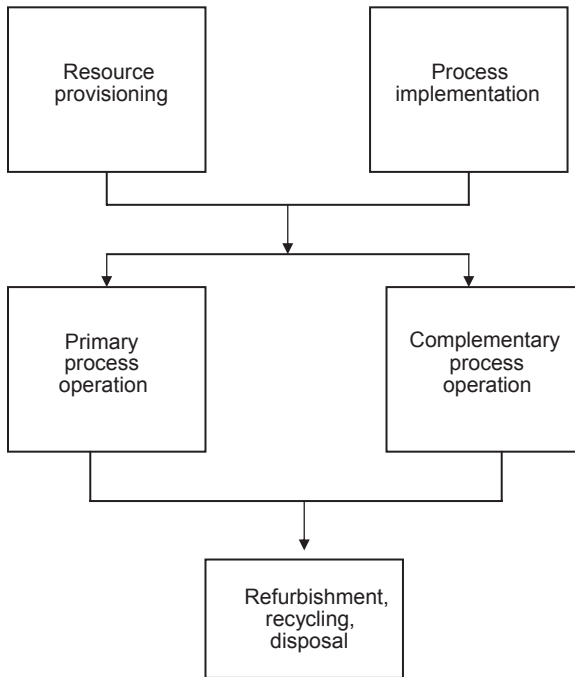 Resource
provisioning
Process
implementation
Primary
process
operation
Complementary
process
operation
Refurbishment,
recycling,
disposal